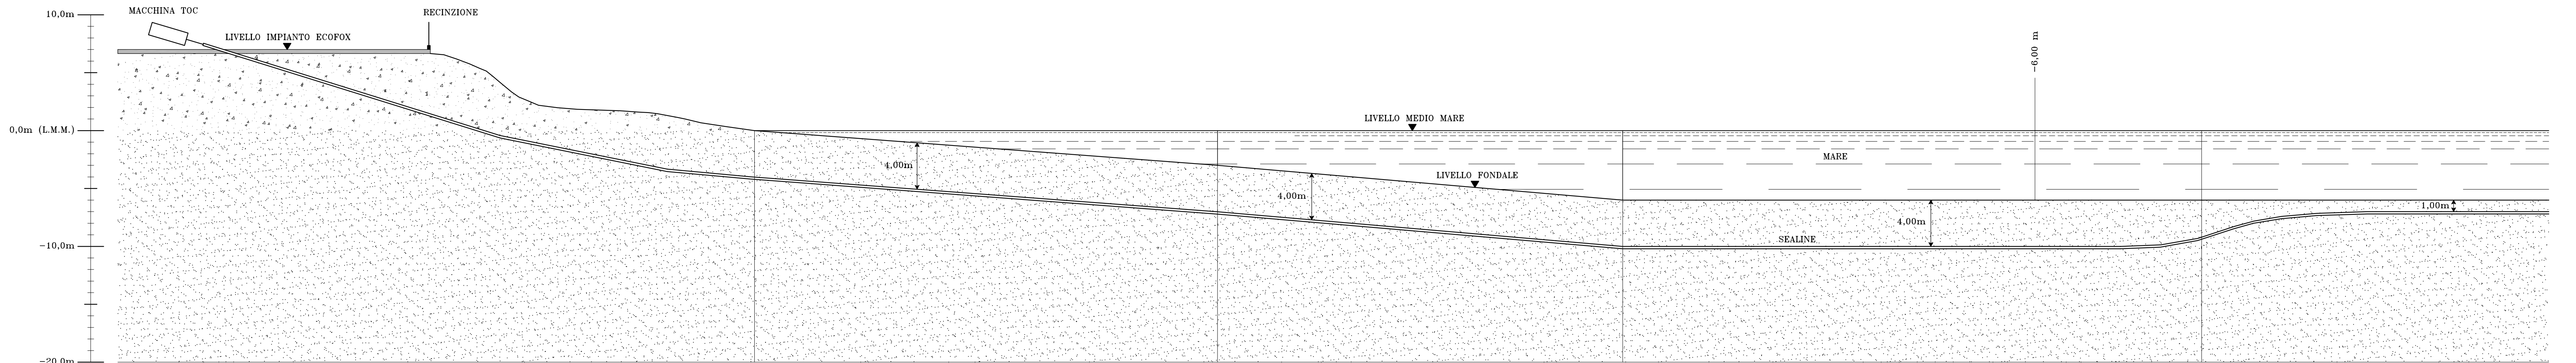 10,0m
MACCHINA TOC
RECINZIONE
LIVELLO IMPIANTO ECOFOX
-6,00 m
LIVELLO MEDIO MARE
0,0m (L.M.M.)
MARE
4,00m
LIVELLO FONDALE
4,00m
4,00m
1,00m
SEALINE
-10,0m
-20,0m